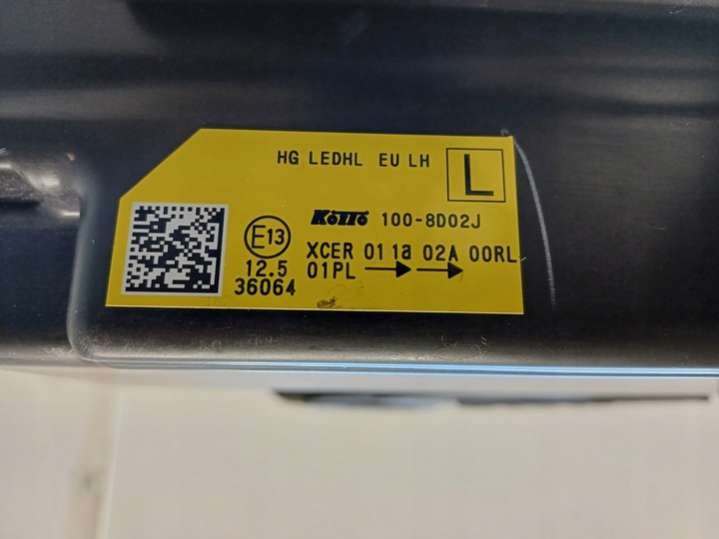 HG LEDHL EU LH
L
KOITO 100-8D02J
E13
XCER 01 1a 02A 00RL
12.5 01PL
36064